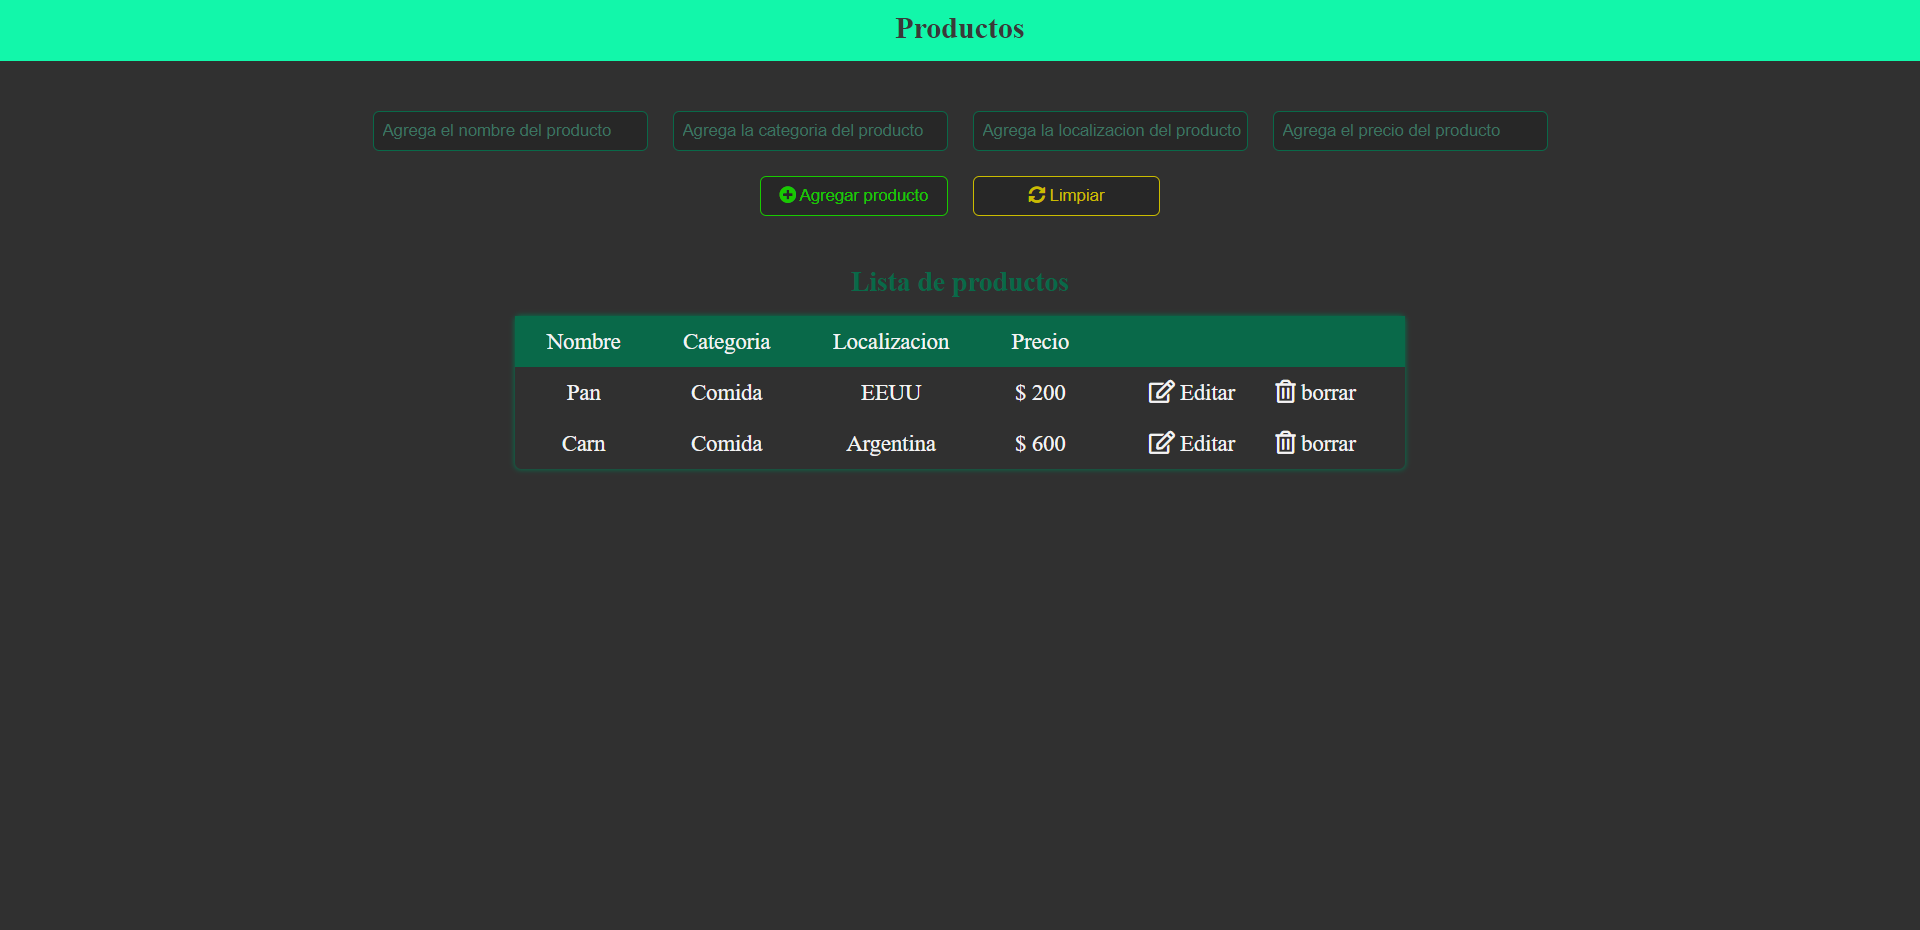 Productos
Agrega el nombre del producto Agrega la categoria del producto Agrega la localizacion del producto Agrega el precio del producto
Agregar producto Limpiar
Lista de productos
Nombre Categoria Localizacion Precio
Pan Comida EEUU $ 200 Editar borrar
Carn Comida Argentina $ 600 Editar borrar